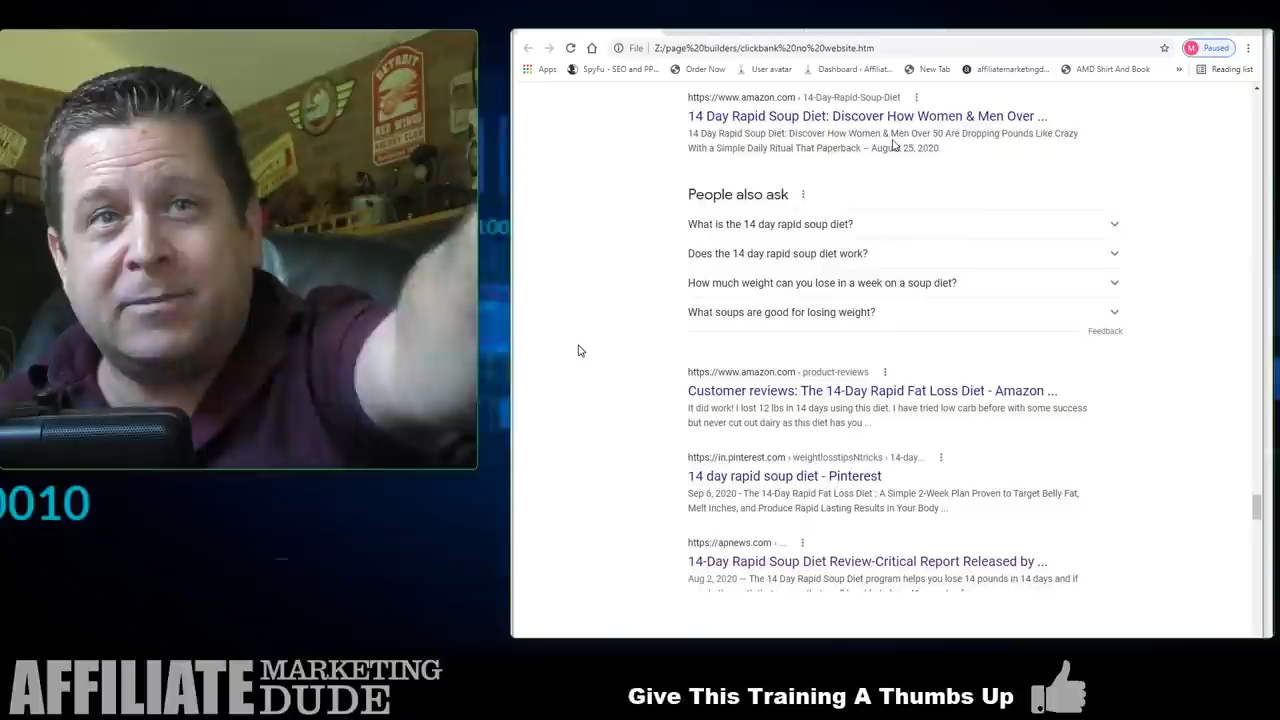 File Z:/page%20builders/clickbank%20no%20website.htm
M Paused
Apps SpyFu - SEO and PP... Order Now User avatar Dashboard ‹ Affiliat... New Tab affiliatemarketingd... AMD Shirt And Book » Reading list
https://www.amazon.com › 14-Day-Rapid-Soup-Diet
14 Day Rapid Soup Diet: Discover How Women & Men Over ...
14 Day Rapid Soup Diet: Discover How Women & Men Over 50 Are Dropping Pounds Like Crazy
With a Simple Daily Ritual That Paperback – August 25, 2020
People also ask
What is the 14 day rapid soup diet?
Does the 14 day rapid soup diet work?
How much weight can you lose in a week on a soup diet?
What soups are good for losing weight?
Feedback
https://www.amazon.com › product-reviews
Customer reviews: The 14-Day Rapid Fat Loss Diet - Amazon ...
It did work! I lost 12 lbs in 14 days using this diet. I have tried low carb before with some success
but never cut out dairy as this diet has you ...
https://in.pinterest.com › weightlosstipsNtricks › 14-day...
14 day rapid soup diet - Pinterest
Sep 6, 2020 - The 14-Day Rapid Fat Loss Diet : A Simple 2-Week Plan Proven to Target Belly Fat,
Melt Inches, and Produce Rapid Lasting Results in Your Body ...
https://apnews.com › ...
14-Day Rapid Soup Diet Review-Critical Report Released by ...
Aug 2, 2020 — The 14 Day Rapid Soup Diet program helps you lose 14 pounds in 14 days and if
DETROIT
RED WINGS
0010
AFFILIATE MARKETING DUDE
Give This Training A Thumbs Up